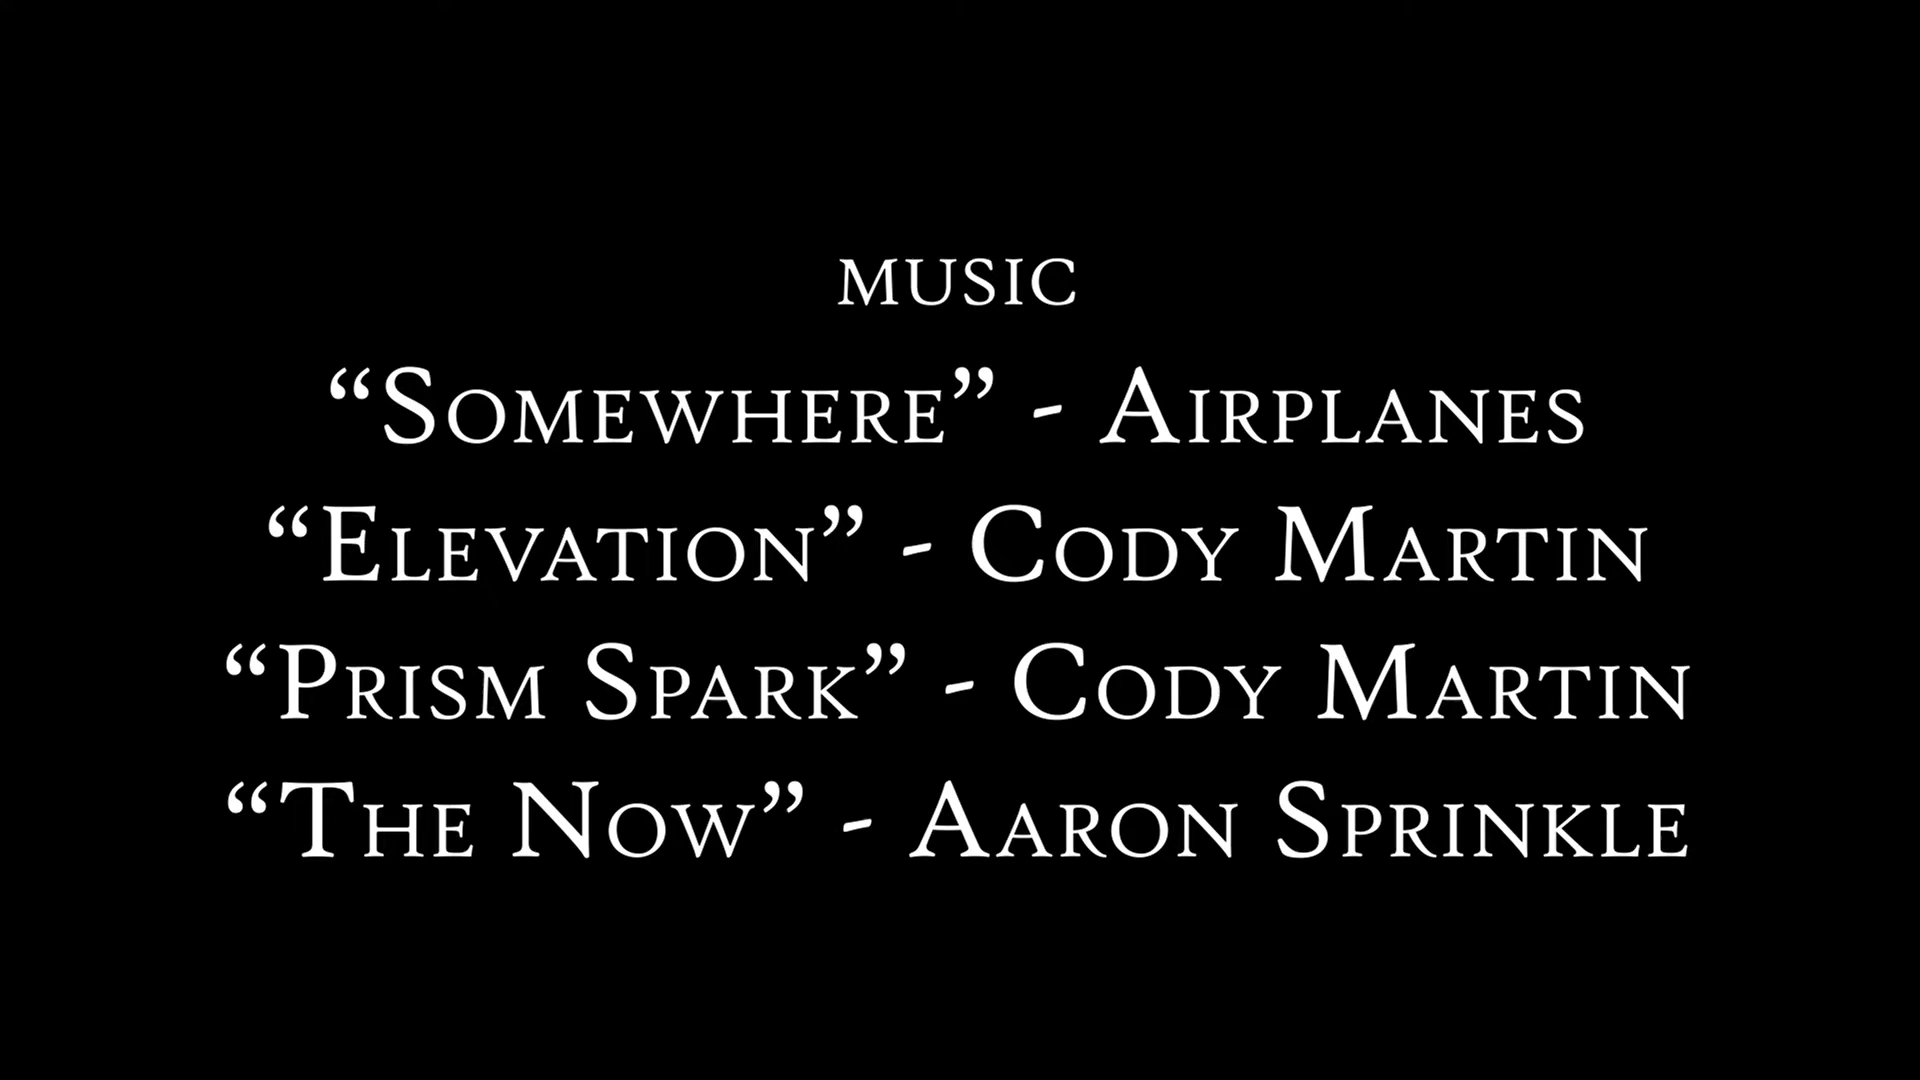 MUSIC
“Somewhere” - Airplanes
“Elevation” - Cody Martin
“Prism Spark” - Cody Martin
“The Now” - Aaron Sprinkle